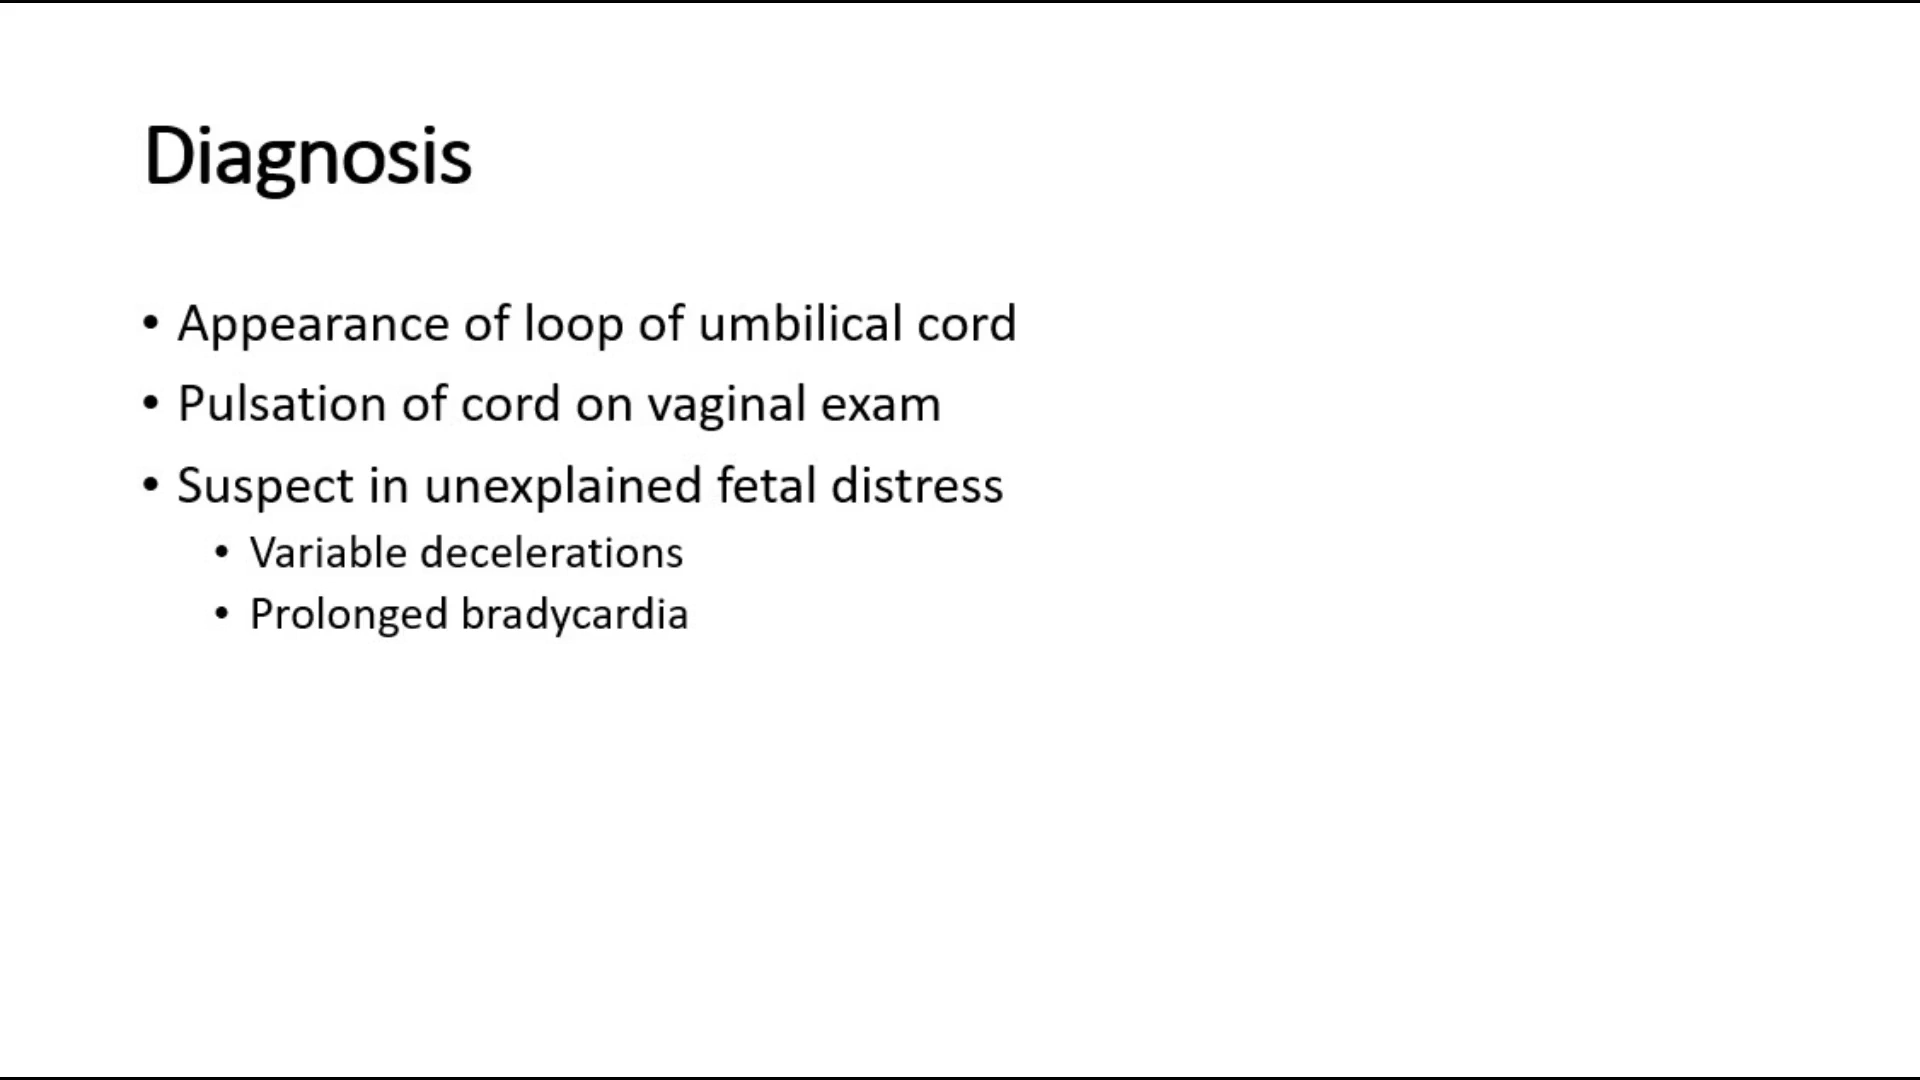 Diagnosis
• Appearance of loop of umbilical cord
• Pulsation of cord on vaginal exam
• Suspect in unexplained fetal distress
• Variable decelerations
• Prolonged bradycardia